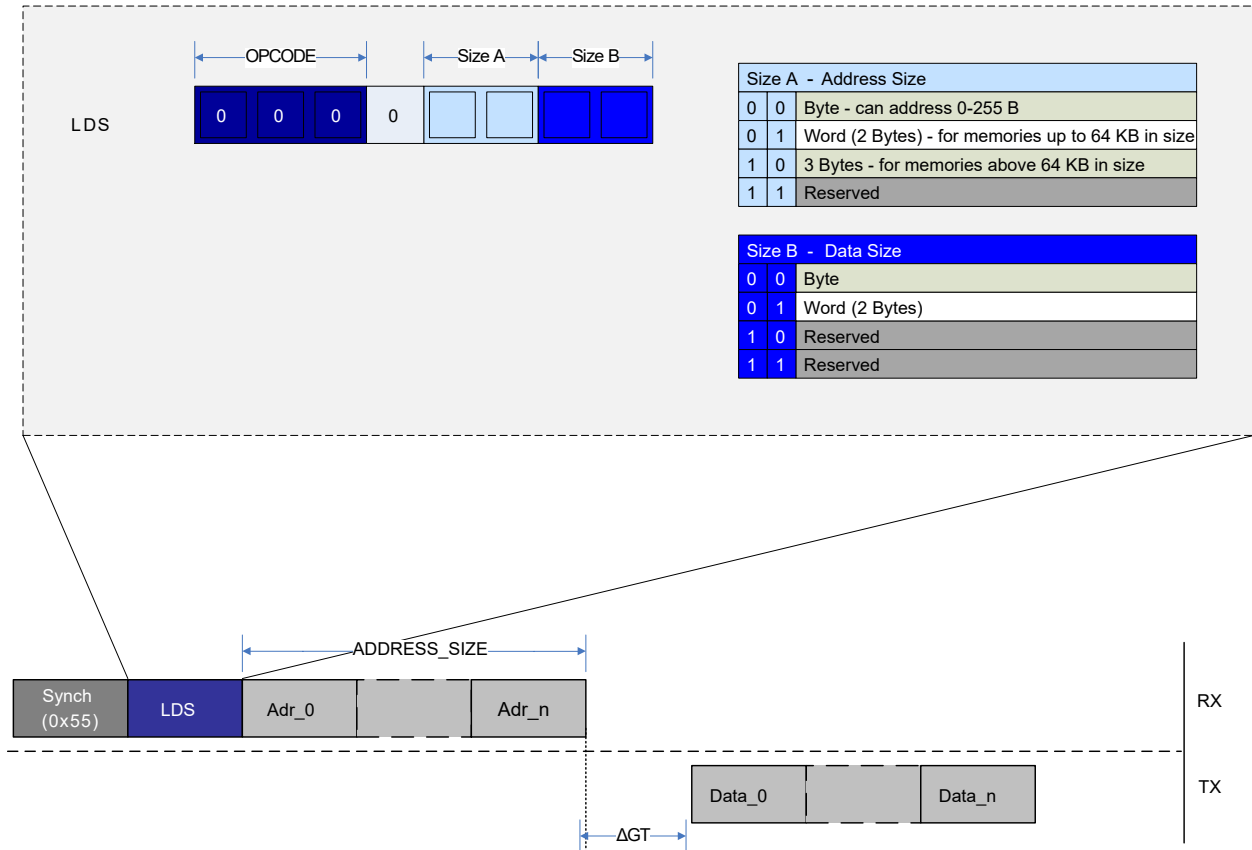 OPCODE Size A Size B
LDS 0 0 0 0
Size A - Address Size
0 0 Byte - can address 0-255 B
0 1 Word (2 Bytes) - for memories up to 64 KB in size
1 0 3 Bytes - for memories above 64 KB in size
1 1 Reserved
Size B - Data Size
0 0 Byte
0 1 Word (2 Bytes)
1 0 Reserved
1 1 Reserved
ADDRESS_SIZE
Synch
(0x55)
LDS
Adr_0
Adr_n
RX
Data_0
Data_n
TX
ΔGT